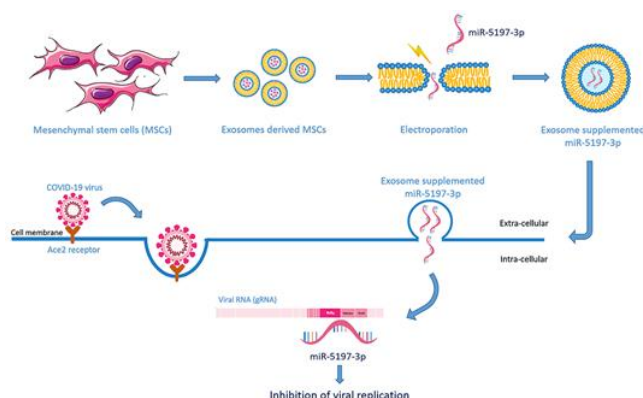 miR-5197-3p
Mesenchymal stem cells (MSCs)
Exosomes derived MSCs
Electroporation
Exosome supplemented
miR-5197-3p
COVID-19 virus
Exosome supplemented
miR-5197-3p
Extra-cellular
Cell membrane
Ace2 receptor
Intra-cellular
Viral RNA (gRNA)
miR-5197-3p
Inhibition of viral replication